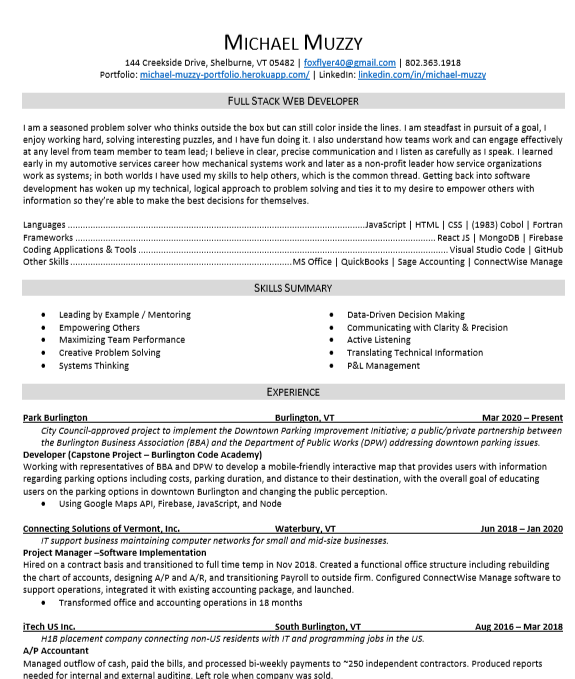 MICHAEL MUZZY
144 Creekside Drive, Shelburne, VT 05482 | foxflyer40@gmail.com | 802.363.1918
Portfolio: michael-muzzy-portfolio.herokuapp.com/ | LinkedIn: linkedin.com/in/michael-muzzy
FULL STACK WEB DEVELOPER
I am a seasoned problem solver who thinks outside the box but can still color inside the lines. I am steadfast in pursuit of a goal, I
enjoy working hard, solving interesting puzzles, and I have fun doing it. I also understand how teams work and can engage effectively
at any level from team member to team lead; I believe in clear, precise communication and I listen as carefully as I speak. I learned
early in my automotive services career how mechanical systems work and later as a non-profit leader how service organizations
work as systems; in both worlds I have used my skills to help others, which is the common thread. Getting back into software
development has woken up my technical, logical approach to problem solving and ties it to my desire to empower others with
information so they're able to make the best decisions for themselves.
Languages ........ JavaScript | HTML | CSS | (1983) Cobol | Fortran
Frameworks ........ React JS | MongoDB | Firebase
Coding Applications & Tools ........ Visual Studio Code | GitHub
Other Skills ........ MS Office | QuickBooks | Sage Accounting | ConnectWise Manage
SKILLS SUMMARY
• Leading by Example / Mentoring
• Empowering Others
• Maximizing Team Performance
• Creative Problem Solving
• Systems Thinking
• Data-Driven Decision Making
• Communicating with Clarity & Precision
• Active Listening
• Translating Technical Information
• P&L Management
EXPERIENCE
Park Burlington Burlington, VT Mar 2020 – Present
City Council-approved project to implement the Downtown Parking Improvement Initiative; a public/private partnership between
the Burlington Business Association (BBA) and the Department of Public Works (DPW) addressing downtown parking issues.
Developer (Capstone Project – Burlington Code Academy)
Working with representatives of BBA and DPW to develop a mobile-friendly interactive map that provides users with information
regarding parking options including costs, parking duration, and distance to their destination, with the overall goal of educating
users on the parking options in downtown Burlington and changing the public perception.
• Using Google Maps API, Firebase, JavaScript, and Node
Connecting Solutions of Vermont, Inc. Waterbury, VT Jun 2018 – Jan 2020
IT support business maintaining computer networks for small and mid-size businesses.
Project Manager –Software Implementation
Hired on a contract basis and transitioned to full time temp in Nov 2018. Created a functional office structure including rebuilding
the chart of accounts, designing A/P and A/R, and transitioning Payroll to outside firm. Configured ConnectWise Manage software to
support operations, integrated it with existing accounting package, and launched.
• Transformed office and accounting operations in 18 months
iTech US Inc. South Burlington, VT Aug 2016 – Mar 2018
H1B placement company connecting non-US residents with IT and programming jobs in the US.
A/P Accountant
Managed outflow of cash, paid the bills, and processed bi-weekly payments to ~250 independent contractors. Produced reports
needed for internal and external auditing. Left role when company was sold.